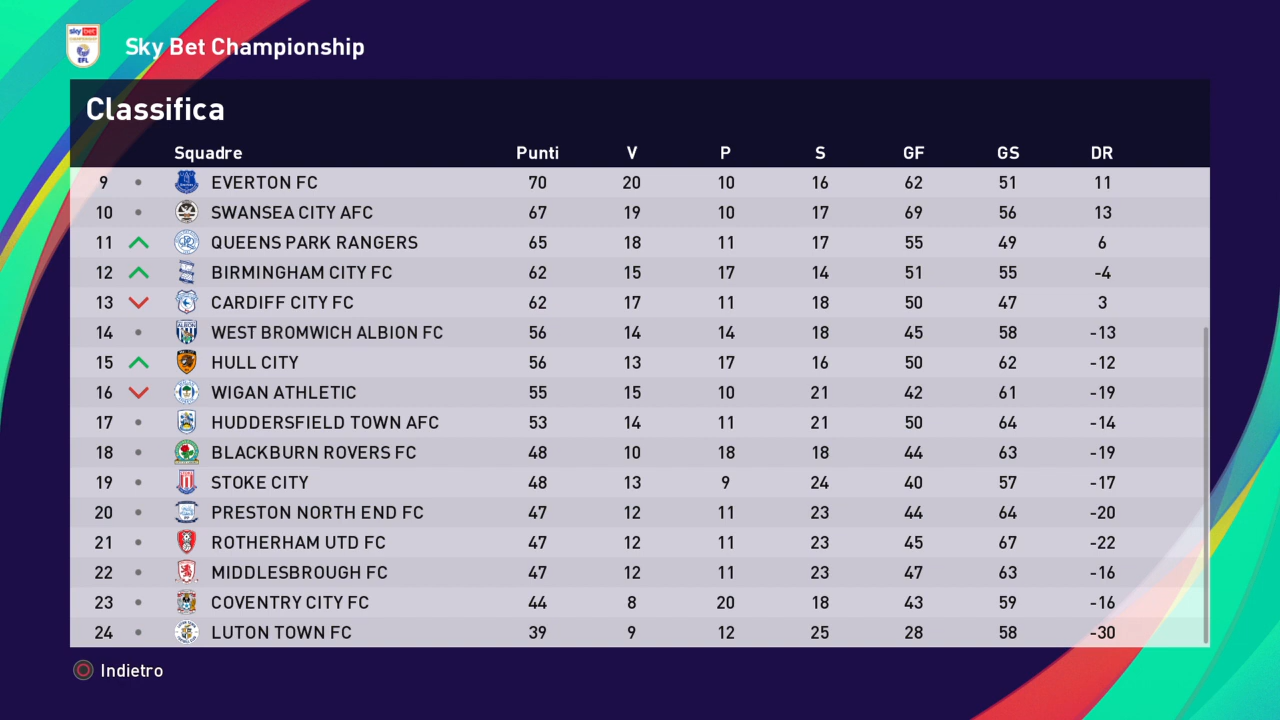 sky bet
CHAMPIONSHIP
EFL
Sky Bet Championship
Classifica
Squadre Punti V P S GF GS DR
9 EVERTON FC 70 20 10 16 62 51 11
10 SWANSEA CITY AFC 67 19 10 17 69 56 13
11 QUEENS PARK RANGERS 65 18 11 17 55 49 6
12 BIRMINGHAM CITY FC 62 15 17 14 51 55 -4
13 CARDIFF CITY FC 62 17 11 18 50 47 3
14 WEST BROMWICH ALBION FC 56 14 14 18 45 58 -13
15 HULL CITY 56 13 17 16 50 62 -12
16 WIGAN ATHLETIC 55 15 10 21 42 61 -19
17 HUDDERSFIELD TOWN AFC 53 14 11 21 50 64 -14
18 BLACKBURN ROVERS FC 48 10 18 18 44 63 -19
19 STOKE CITY 48 13 9 24 40 57 -17
20 PRESTON NORTH END FC 47 12 11 23 44 64 -20
21 ROTHERHAM UTD FC 47 12 11 23 45 67 -22
22 MIDDLESBROUGH FC 47 12 11 23 47 63 -16
23 COVENTRY CITY FC 44 8 20 18 43 59 -16
24 LUTON TOWN FC 39 9 12 25 28 58 -30
Indietro